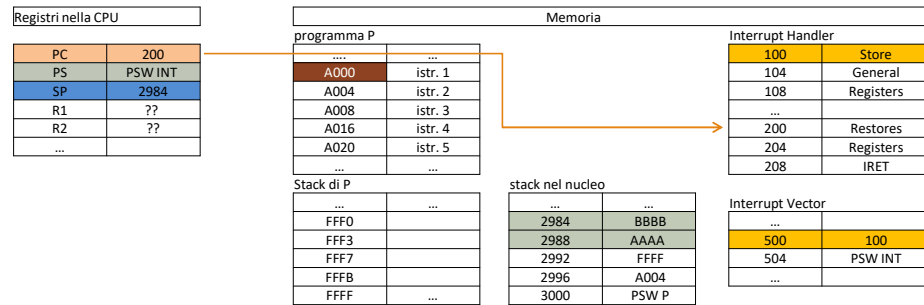 Registri nella CPU
Memoria
programma P
Interrupt Handler
PC 200
PS PSW INT
SP 2984
R1 ??
R2 ??
...
.... ...
A000 istr. 1
A004 istr. 2
A008 istr. 3
A016 istr. 4
A020 istr. 5
... ...
100 Store
104 General
108 Registers
...
200 Restores
204 Registers
208 IRET
Stack di P
... ...
FFF0
FFF3
FFF7
FFFB
FFFF ...
stack nel nucleo
... ...
2984 BBBB
2988 AAAA
2992 FFFF
2996 A004
3000 PSW P
Interrupt Vector
...
500 100
504 PSW INT
...